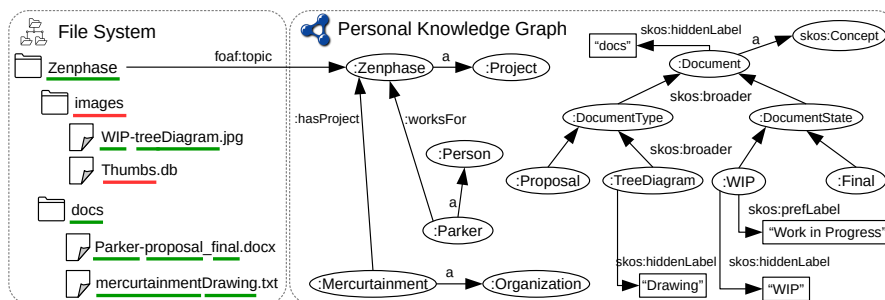 File System
Zenphase
images
WIP-treeDiagram.jpg
Thumbs.db
docs
Parker-proposal_final.docx
mercurtainmentDrawing.txt
foaf:topic
Personal Knowledge Graph
:Zenphase
a
:Project
:hasProject
:worksFor
:Person
a
:Parker
:Mercurtainment
a
:Organization
skos:hiddenLabel
"docs"
a
skos:Concept
:Document
skos:broader
:DocumentType
:DocumentState
skos:broader
:Proposal
:TreeDiagram
:WIP
:Final
skos:prefLabel
"Work in Progress"
skos:hiddenLabel
skos:hiddenLabel
"Drawing"
"WIP"